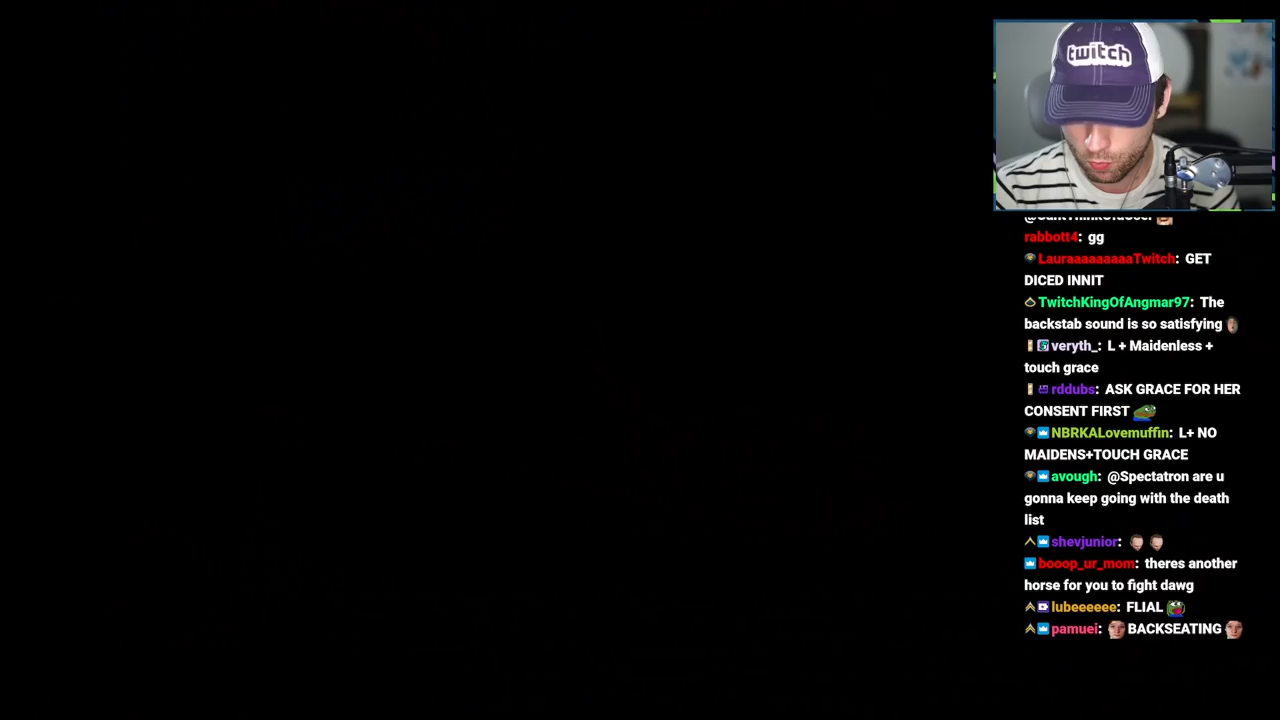 twitch
rabbott4: gg
LauraaaaaaaaaTwitch: GET
DICED INNIT
TwitchKingOfAngmar97: The
backstab sound is so satisfying
veryth_: L + Maidenless +
touch grace
rddubs: ASK GRACE FOR HER
CONSENT FIRST
NBRKALovemuffin: L+ NO
MAIDENS+TOUCH GRACE
avough: @Spectatron are u
gonna keep going with the death
list
shevjunior:
booop_ur_mom: theres another
horse for you to fight dawg
lubeeeeee: FLIAL
pamuei: BACKSEATING